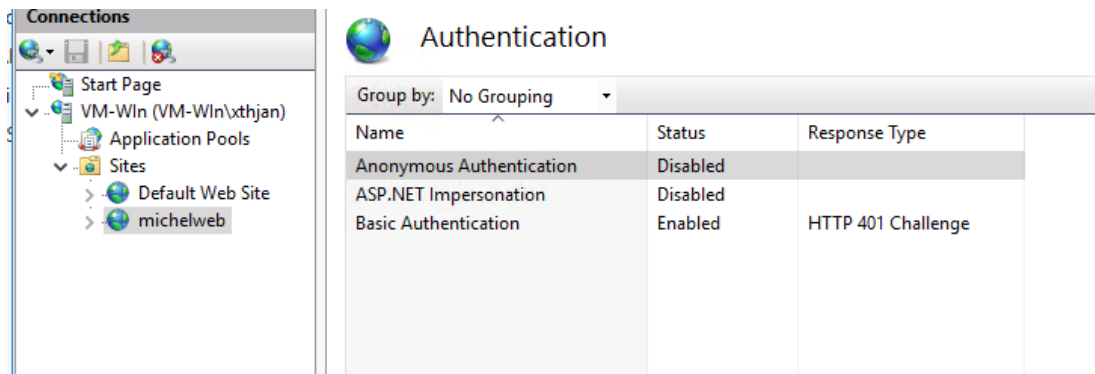 Connections
Start Page
VM-WIn (VM-WIn\xthjan)
Application Pools
Sites
Default Web Site
michelweb
Authentication
Group by: No Grouping
Name Status Response Type
Anonymous Authentication Disabled
ASP.NET Impersonation Disabled
Basic Authentication Enabled HTTP 401 Challenge